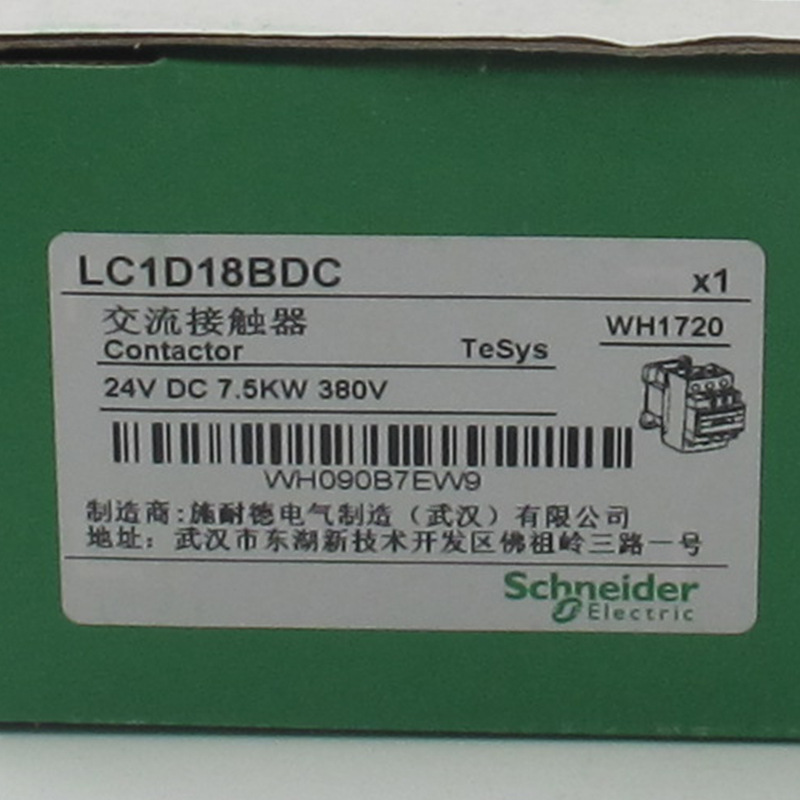 LC1D18BDC x1
交流接触器 WH1720
Contactor TeSys
24V DC 7.5KW 380V
WH090B7EW9
制造商:施耐德电气制造（武汉）有限公司
地址：武汉市东湖新技术开发区佛祖岭三路一号
Schneider
Electric